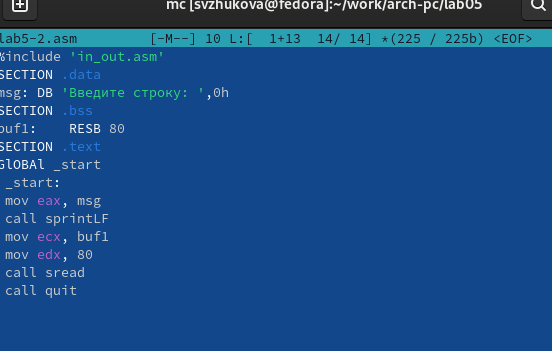 mc [svzhukova@fedora]:~/work/arch-pc/lab05
lab5-2.asm [-M--] 10 L:[ 1+13 14/ 14] *(225 / 225b) <EOF>
%include 'in_out.asm'
SECTION .data
msg: DB 'Введите строку: ',0h
SECTION .bss
buf1: RESB 80
SECTION .text
GlOBAl _start
_start:
mov eax, msg
call sprintLF
mov ecx, buf1
mov edx, 80
call sread
call quit